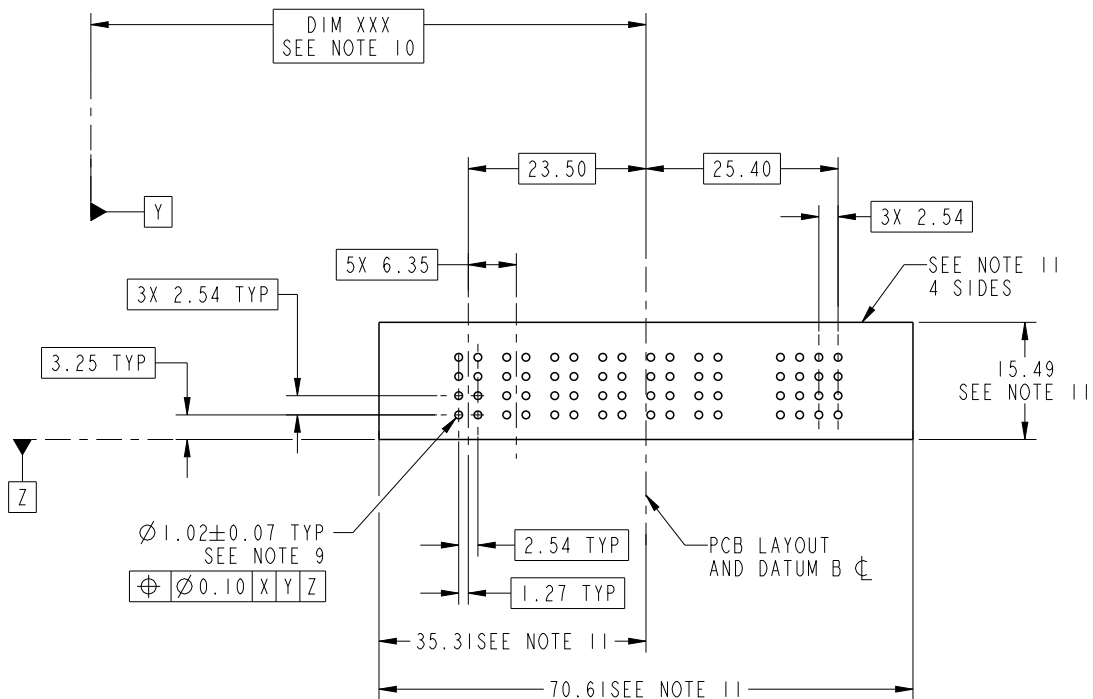 DIM XXX
SEE NOTE 10
23.50
25.40
Y
3X 2.54
5X 6.35
SEE NOTE 11
4 SIDES
3X 2.54 TYP
3.25 TYP
15.49
SEE NOTE 11
Z
Ø1.02±0.07 TYP
SEE NOTE 9
⌖ Ø0.10 X Y Z
2.54 TYP
1.27 TYP
PCB LAYOUT
AND DATUM B ℄
35.31 SEE NOTE 11
70.61 SEE NOTE 11